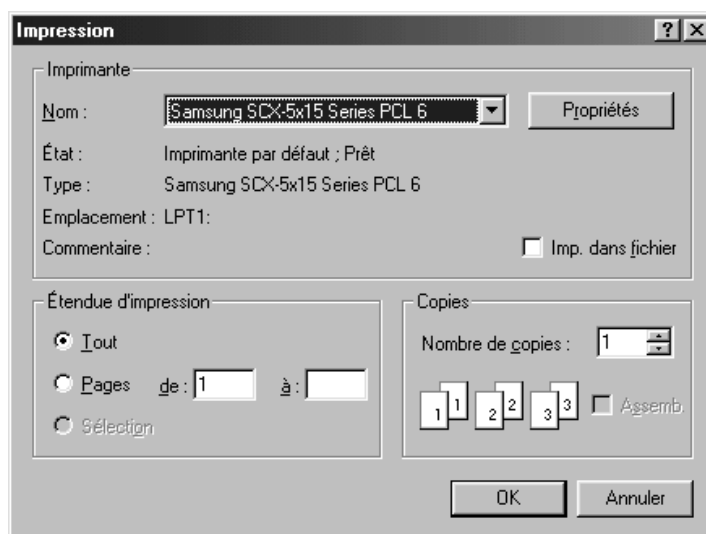 Impression
Imprimante
Nom : Samsung SCX-5x15 Series PCL 6 Propriétés
État : Imprimante par défaut ; Prêt
Type : Samsung SCX-5x15 Series PCL 6
Emplacement : LPT1:
Commentaire : Imp. dans fichier
Étendue d'impression
Tout
Pages de : 1 à :
Sélection
Copies
Nombre de copies : 1
1 1 2 2 3 3 Assemb.
OK Annuler